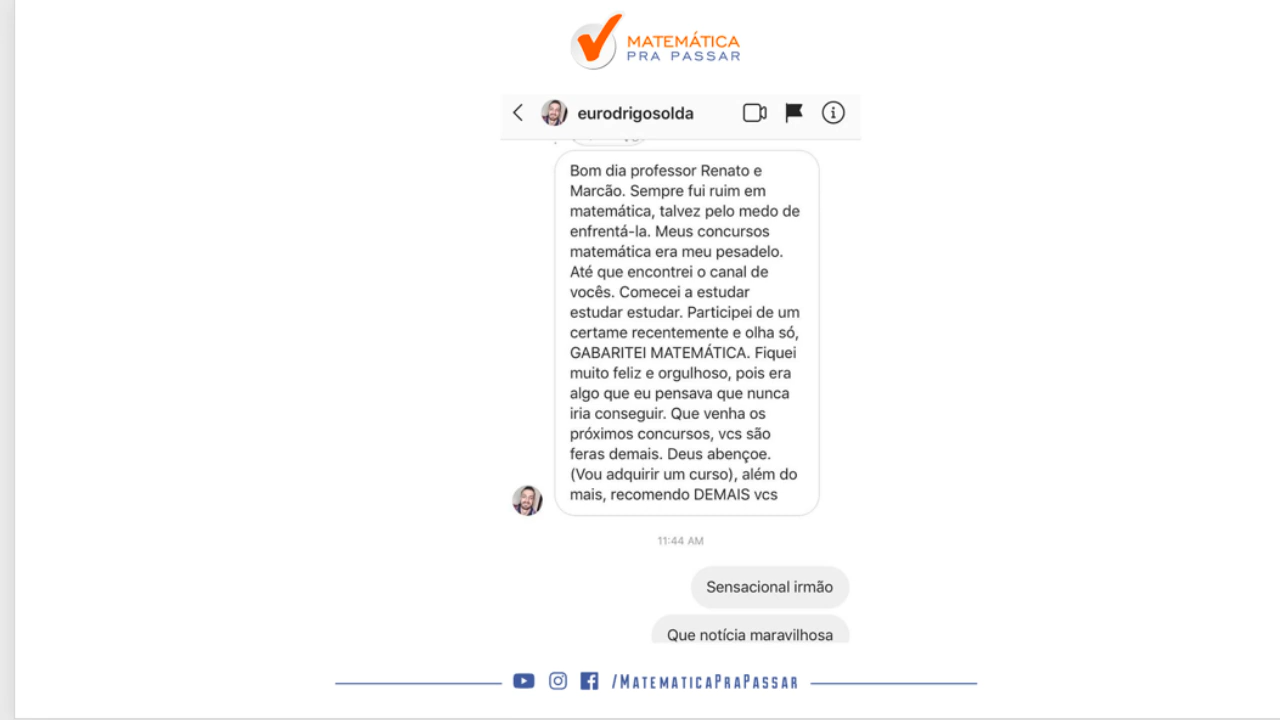 MATEMÁTICA
PRA PASSAR
eurodrigosolda
Bom dia professor Renato e
Marcão. Sempre fui ruim em
matemática, talvez pelo medo de
enfrentá-la. Meus concursos
matemática era meu pesadelo.
Até que encontrei o canal de
vocês. Comecei a estudar
estudar estudar. Participei de um
certame recentemente e olha só,
GABARITEI MATEMÁTICA. Fiquei
muito feliz e orgulhoso, pois era
algo que eu pensava que nunca
iria conseguir. Que venha os
próximos concursos, vcs são
feras demais. Deus abençoe.
(Vou adquirir um curso), além do
mais, recomendo DEMAIS vcs
11:44 AM
Sensacional irmão
Que notícia maravilhosa
/MATEMATICAPRAPASSAR